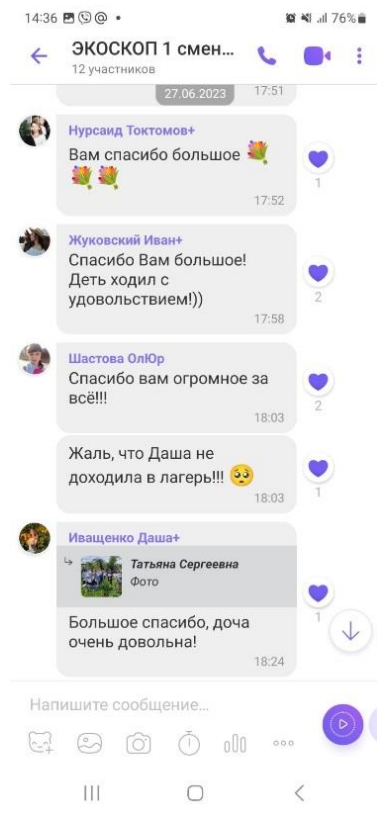 14:36
76%
ЭКОСКОП 1 смен...
12 участников
27.06.2023
17:51
Нурсаид Токтомов+
Вам спасибо большое 💐
💐💐
17:52
1
Жуковский Иван+
Спасибо Вам большое!
Деть ходил с
удовольствием!))
17:58
2
Шастова ОлЮр
Спасибо вам огромное за
всё!!!
18:03
2
Жаль, что Даша не
доходила в лагерь!!! 🥺
18:03
1
Иващенко Даша+
Татьяна Сергеевна
Фото
Большое спасибо, доча
очень довольна!
18:24
1
Напишите сообщение...